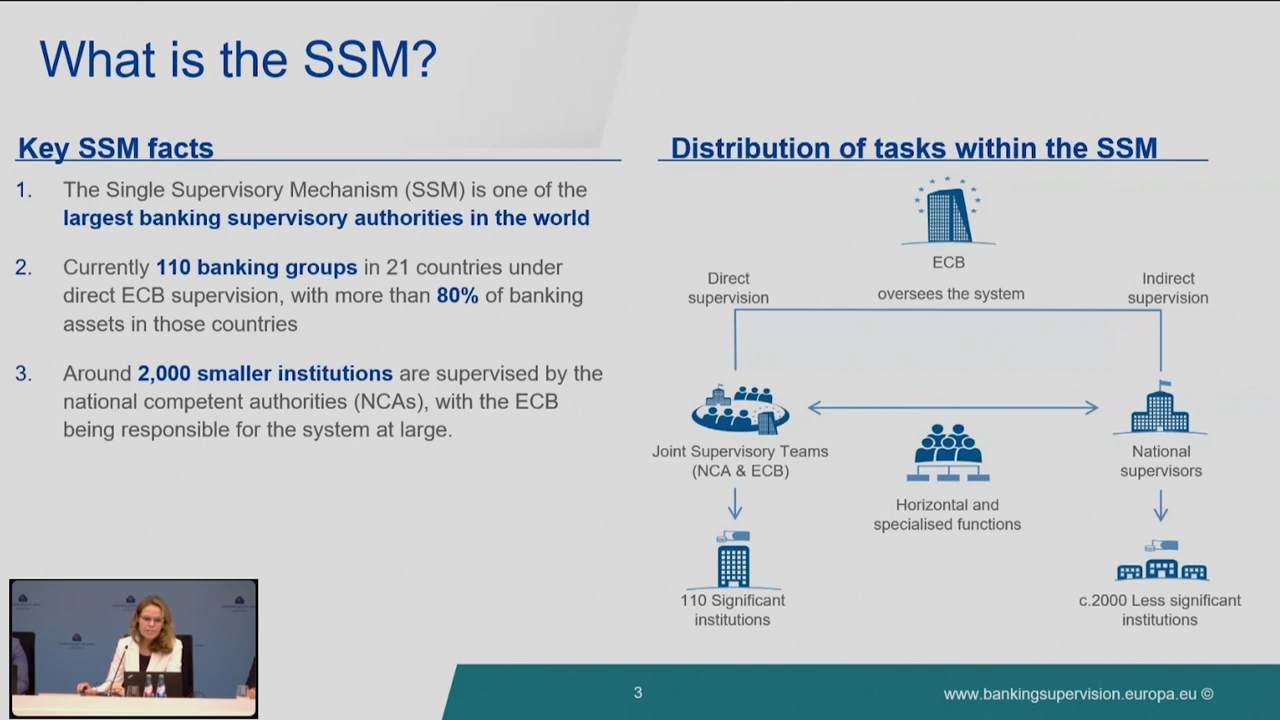 What is the SSM?
Key SSM facts
1. The Single Supervisory Mechanism (SSM) is one of the
largest banking supervisory authorities in the world
2. Currently 110 banking groups in 21 countries under
direct ECB supervision, with more than 80% of banking
assets in those countries
3. Around 2,000 smaller institutions are supervised by the
national competent authorities (NCAs), with the ECB
being responsible for the system at large.
Distribution of tasks within the SSM
ECB
oversees the system
Direct
supervision
Indirect
supervision
Joint Supervisory Teams
(NCA & ECB)
National
supervisors
Horizontal and
specialised functions
110 Significant
institutions
c.2000 Less significant
institutions
3
www.bankingsupervision.europa.eu ©